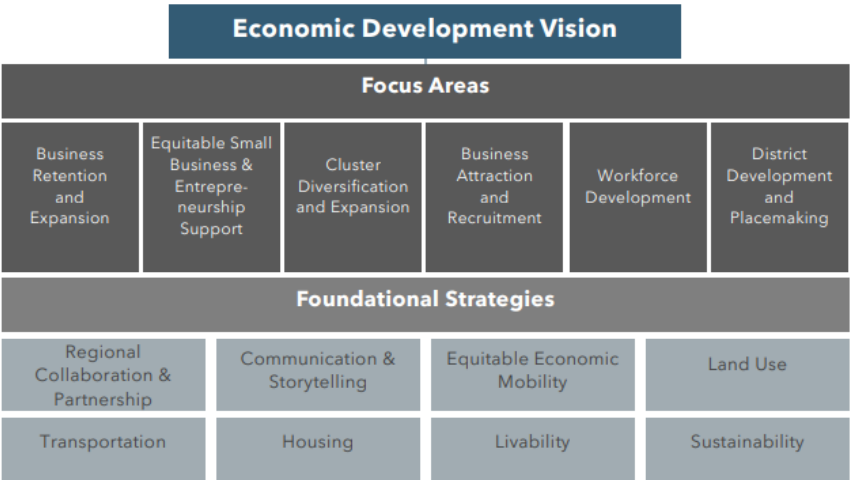 Economic Development Vision
Focus Areas
Business
Retention
and
Expansion
Equitable Small
Business &
Entrepre-
neurship
Support
Cluster
Diversification
and Expansion
Business
Attraction
and
Recruitment
Workforce
Development
District
Development
and
Placemaking
Foundational Strategies
Regional
Collaboration &
Partnership
Communication &
Storytelling
Equitable Economic
Mobility
Land Use
Transportation
Housing
Livability
Sustainability